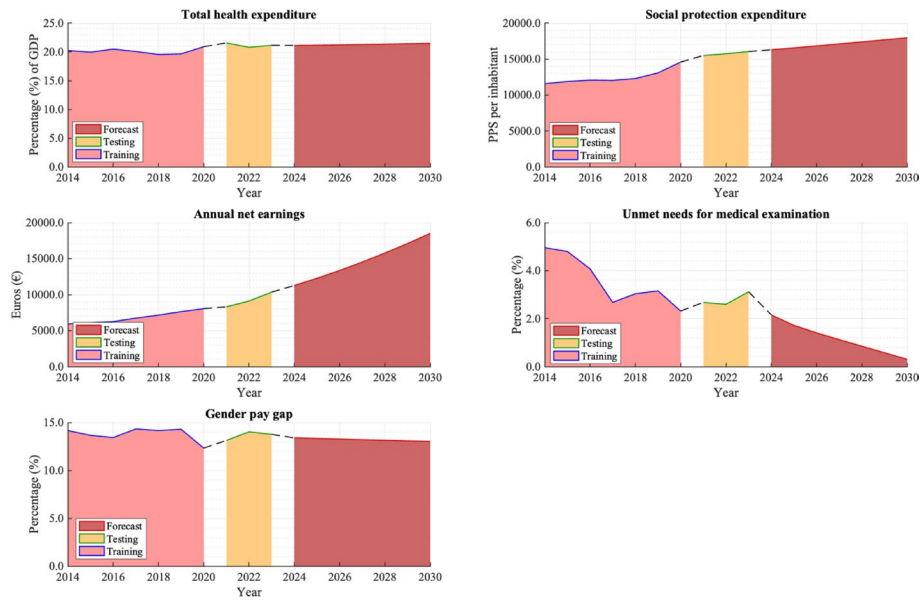 Total health expenditure
25.0
20.0
15.0
10.0
5.0
0.0
Percentage (%) of GDP
Forecast
Testing
Training
2014 2016 2018 2020 2022 2024 2026 2028 2030
Year
Social protection expenditure
20000.0
15000.0
10000.0
5000.0
0.0
PPS per inhabitant
Forecast
Testing
Training
2014 2016 2018 2020 2022 2024 2026 2028 2030
Year
Annual net earnings
20000.0
15000.0
10000.0
5000.0
0.0
Euros (€)
Forecast
Testing
Training
2014 2016 2018 2020 2022 2024 2026 2028 2030
Year
Unmet needs for medical examination
6.0
4.0
2.0
0.0
Percentage (%)
Forecast
Testing
Training
2014 2016 2018 2020 2022 2024 2026 2028 2030
Year
Gender pay gap
15.0
10.0
5.0
0.0
Percentage (%)
Forecast
Testing
Training
2014 2016 2018 2020 2022 2024 2026 2028 2030
Year